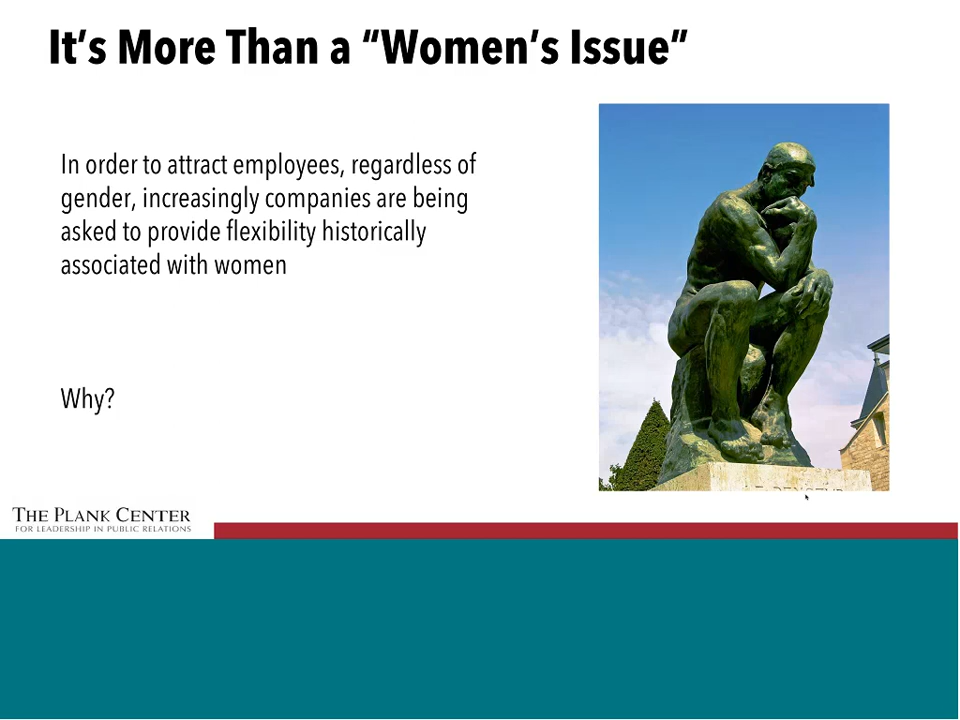 It’s More Than a “Women’s Issue”
In order to attract employees, regardless of
gender, increasingly companies are being
asked to provide flexibility historically
associated with women
Why?
THE PLANK CENTER
FOR LEADERSHIP IN PUBLIC RELATIONS